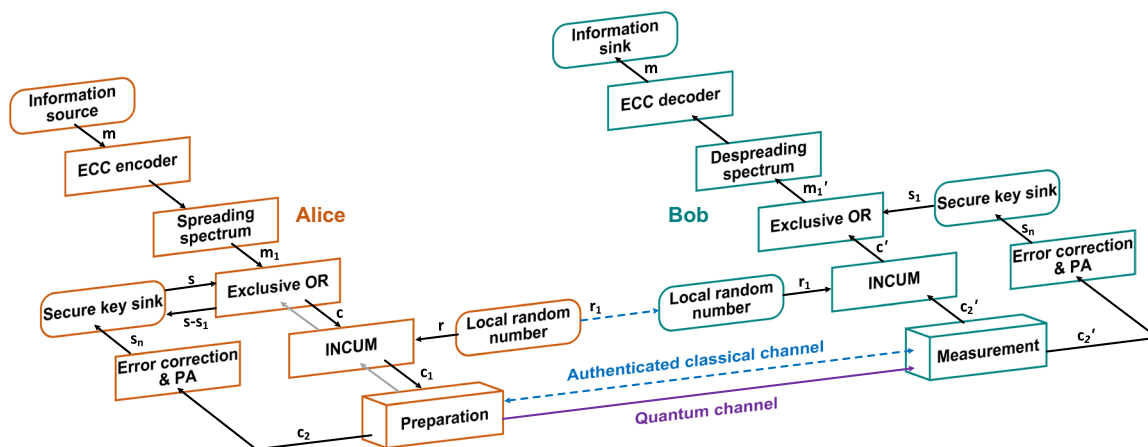 Information
source
m
ECC encoder
Spreading
spectrum
Alice
m₁
Secure key sink
s
s-s₁
Exclusive OR
c
sₙ
Error correction
& PA
INCUM
r
Local random
number
c₁
c₂
Preparation
r₁
Authenticated classical channel
Quantum channel
Information
sink
m
ECC decoder
Despreading
spectrum
m₁′
Bob
Exclusive OR
s₁
Secure key sink
c′
sₙ
Error correction
& PA
Local random
number
r₁
INCUM
c₂′
Measurement
c₂′